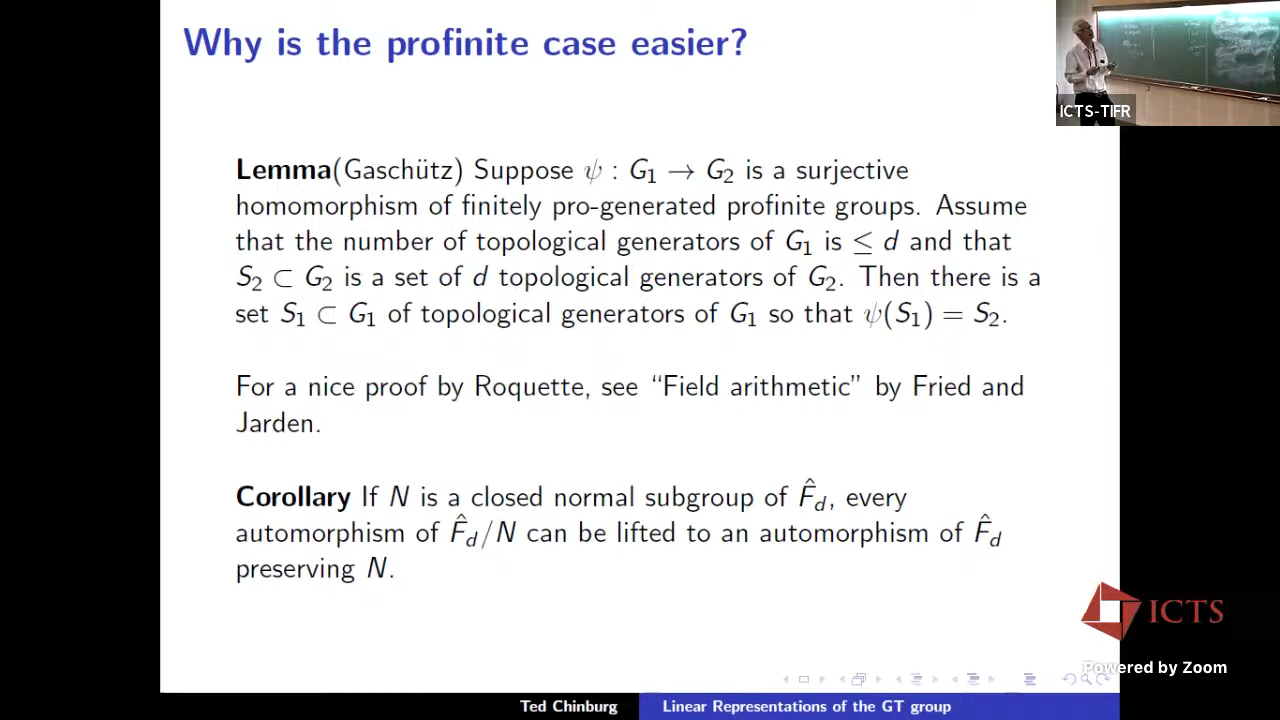 Why is the profinite case easier?
ICTS-TIFR
Lemma(Gaschütz) Suppose ψ : G₁ → G₂ is a surjective
homomorphism of finitely pro-generated profinite groups. Assume
that the number of topological generators of G₁ is ≤ d and that
S₂ ⊂ G₂ is a set of d topological generators of G₂. Then there is a
set S₁ ⊂ G₁ of topological generators of G₁ so that ψ(S₁) = S₂.
For a nice proof by Roquette, see “Field arithmetic” by Fried and
Jarden.
Corollary If N is a closed normal subgroup of F̂_d, every
automorphism of F̂_d/N can be lifted to an automorphism of F̂_d
preserving N.
ICTS
Powered by Zoom
Ted Chinburg
Linear Representations of the GT group